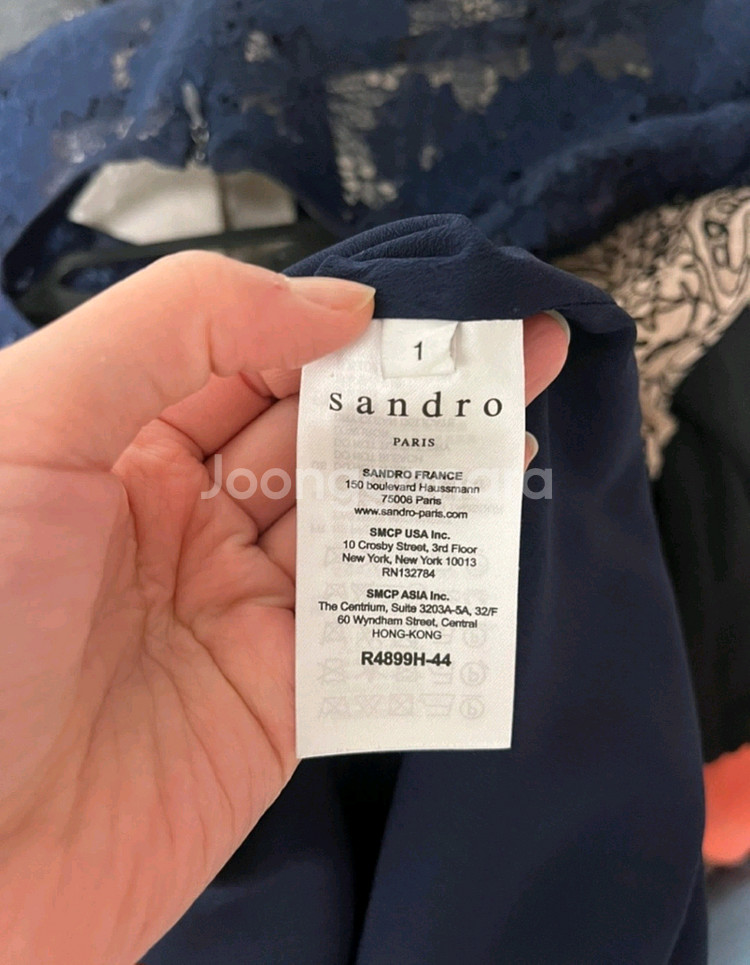 1
sandro
PARIS
SANDRO FRANCE
150 boulevard Haussmann
75006 Paris
www.sandro-paris.com
SMCP USA Inc.
10 Crosby Street, 3rd Floor
New York, New York 10013
RN132784
SMCP ASIA Inc.
The Centrium, Suite 3203A-5A, 32/F
60 Wyndham Street, Central
HONG-KONG
R4899H-44